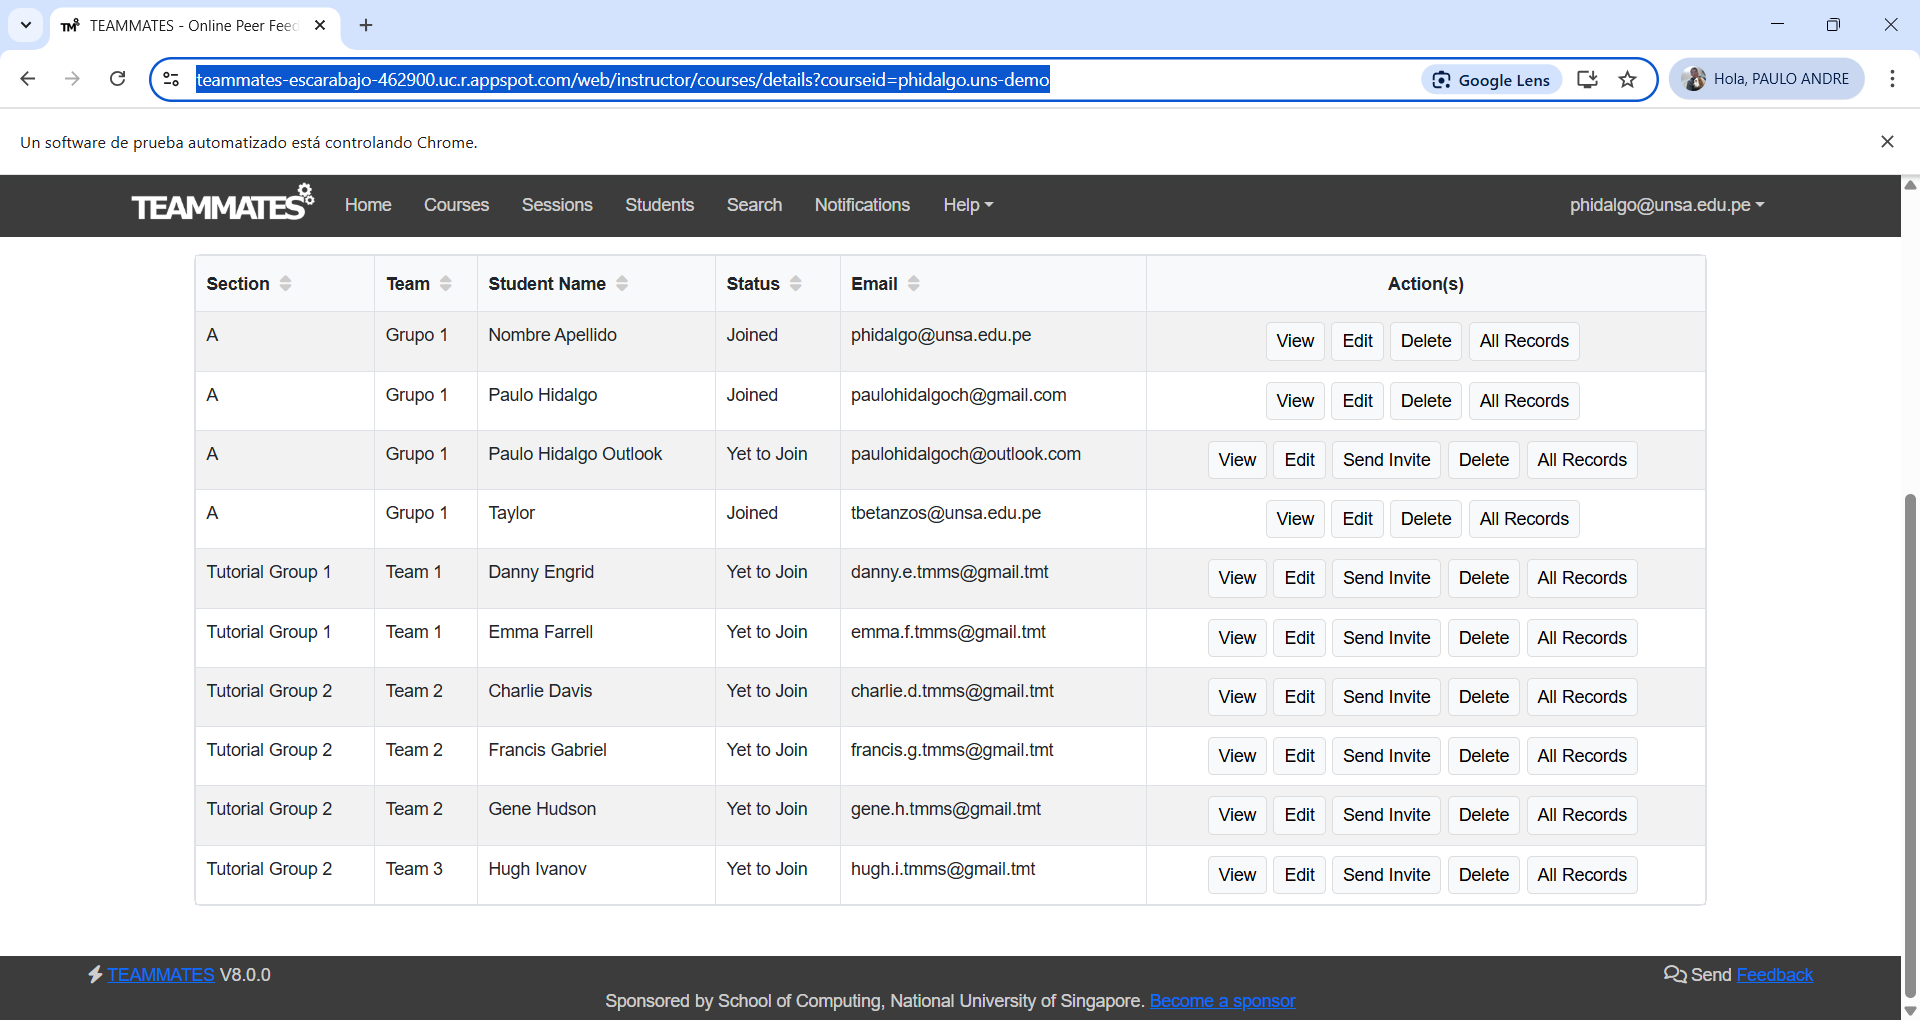 TEAMMATES - Online Peer Feed
teammates-escarabajo-462900.uc.r.appspot.com/web/instructor/courses/details?courseid=phidalgo.uns-demo
Google Lens
Hola, PAULO ANDRE
Un software de prueba automatizado está controlando Chrome.
TEAMMATES Home Courses Sessions Students Search Notifications Help phidalgo@unsa.edu.pe
Section Team Student Name Status Email Action(s)
A Grupo 1 Nombre Apellido Joined phidalgo@unsa.edu.pe View Edit Delete All Records
A Grupo 1 Paulo Hidalgo Joined paulohidalgoch@gmail.com View Edit Delete All Records
A Grupo 1 Paulo Hidalgo Outlook Yet to Join paulohidalgoch@outlook.com View Edit Send Invite Delete All Records
A Grupo 1 Taylor Joined tbetanzos@unsa.edu.pe View Edit Delete All Records
Tutorial Group 1 Team 1 Danny Engrid Yet to Join danny.e.tmms@gmail.tmt View Edit Send Invite Delete All Records
Tutorial Group 1 Team 1 Emma Farrell Yet to Join emma.f.tmms@gmail.tmt View Edit Send Invite Delete All Records
Tutorial Group 2 Team 2 Charlie Davis Yet to Join charlie.d.tmms@gmail.tmt View Edit Send Invite Delete All Records
Tutorial Group 2 Team 2 Francis Gabriel Yet to Join francis.g.tmms@gmail.tmt View Edit Send Invite Delete All Records
Tutorial Group 2 Team 2 Gene Hudson Yet to Join gene.h.tmms@gmail.tmt View Edit Send Invite Delete All Records
Tutorial Group 2 Team 3 Hugh Ivanov Yet to Join hugh.i.tmms@gmail.tmt View Edit Send Invite Delete All Records
TEAMMATES V8.0.0 Send Feedback
Sponsored by School of Computing, National University of Singapore. Become a sponsor